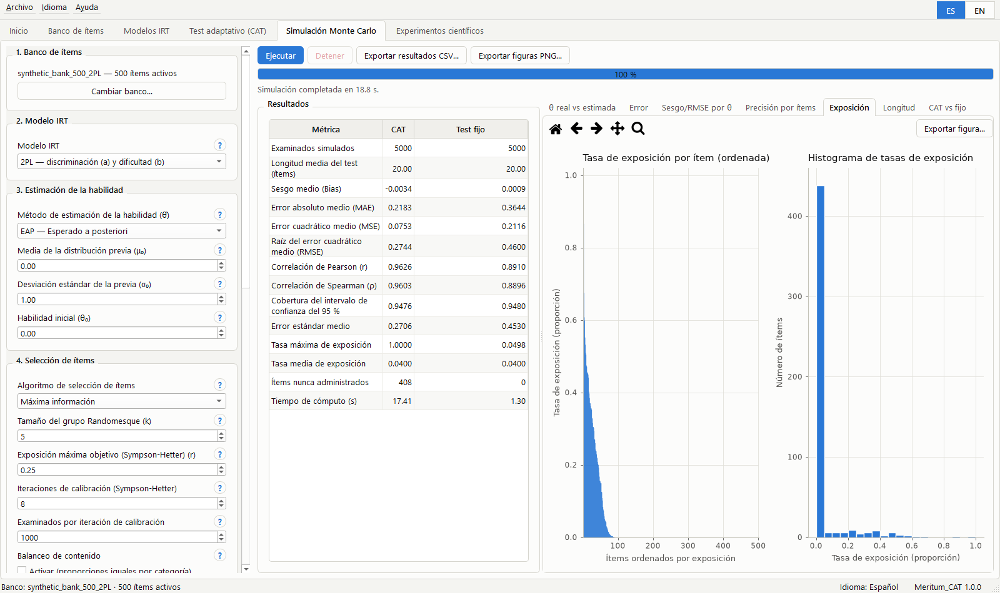 Archivo Idioma Ayuda
ES EN
Inicio Banco de ítems Modelos IRT Test adaptativo (CAT) Simulación Monte Carlo Experimentos científicos
1. Banco de ítems
synthetic_bank_500_2PL — 500 ítems activos
Cambiar banco...
2. Modelo IRT
Modelo IRT ?
2PL — discriminación (a) y dificultad (b)
3. Estimación de la habilidad
Método de estimación de la habilidad (θ̂) ?
EAP — Esperado a posteriori
Media de la distribución previa (μ₀) ?
0.00
Desviación estándar de la previa (σ₀) ?
1.00
Habilidad inicial (θ₀) ?
0.00
4. Selección de ítems
Algoritmo de selección de ítems ?
Máxima información
Tamaño del grupo Randomesque (k) ?
5
Exposición máxima objetivo (Sympson-Hetter) (r) ?
0.25
Iteraciones de calibración (Sympson-Hetter) ?
8
Examinados por iteración de calibración ?
1000
Balanceo de contenido ?
Activar (proporciones iguales por categoría)
Ejecutar Detener Exportar resultados CSV... Exportar figuras PNG...
100 %
Simulación completada en 18.8 s.
Resultados
Métrica CAT Test fijo
Examinados simulados 5000 5000
Longitud media del test (ítems) 20.00 20.00
Sesgo medio (Bias) -0.0034 0.0009
Error absoluto medio (MAE) 0.2183 0.3644
Error cuadrático medio (MSE) 0.0753 0.2116
Raíz del error cuadrático medio (RMSE) 0.2744 0.4600
Correlación de Pearson (r) 0.9626 0.8910
Correlación de Spearman (ρ) 0.9603 0.8896
Cobertura del intervalo de confianza del 95 % 0.9476 0.9480
Error estándar medio 0.2706 0.4530
Tasa máxima de exposición 1.0000 0.0498
Tasa media de exposición 0.0400 0.0400
Ítems nunca administrados 408 0
Tiempo de cómputo (s) 17.41 1.30
θ real vs estimada Error Sesgo/RMSE por θ Precisión por ítems Exposición Longitud CAT vs fijo
Exportar figura...
Tasa de exposición por ítem (ordenada)
Tasa de exposición (proporción)
1.0
0.8
0.6
0.4
0.2
0.0
100 200 300 400 500
Ítems ordenados por exposición
Histograma de tasas de exposición
Número de ítems
400
300
200
100
0
0.0 0.2 0.4 0.6 0.8 1.0
Tasa de exposición (proporción)
Banco: synthetic_bank_500_2PL · 500 ítems activos
Idioma: Español Meritum_CAT 1.0.0